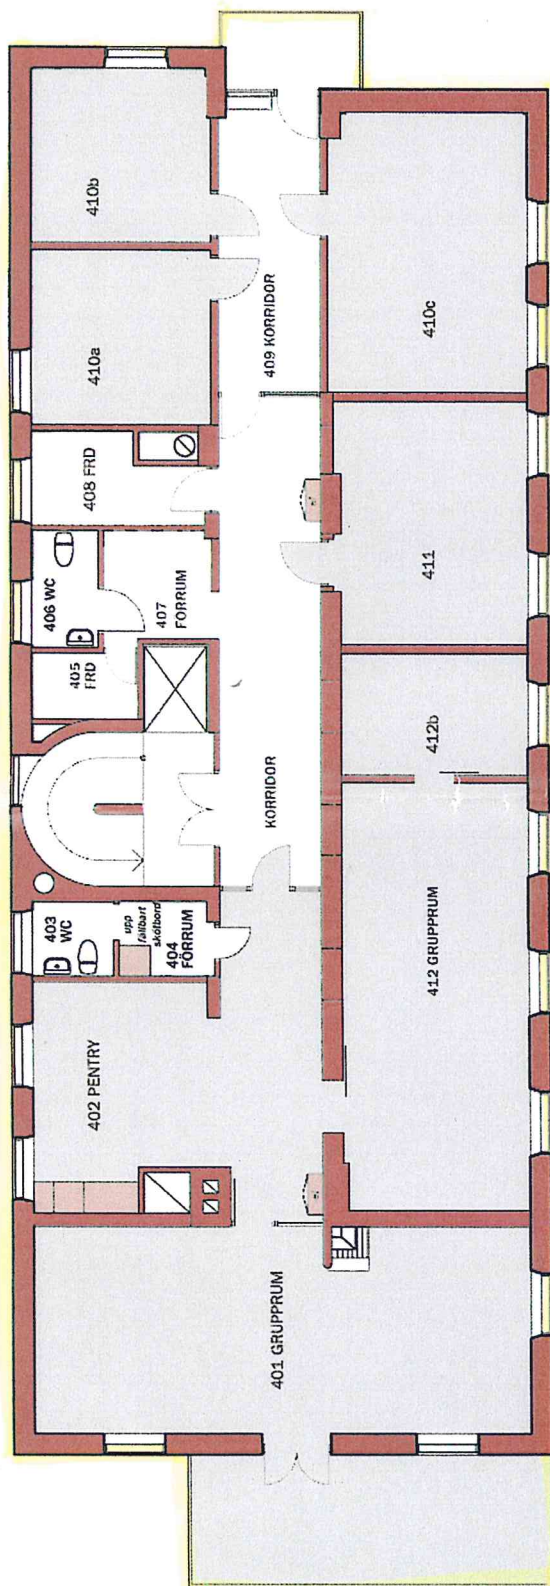 401 GRUPPRUM
402 PENTRY
403
WC
upp
fällbart
skötbord
404
FÖRRUM
KORRIDOR
405
FRD
406 WC
407
FÖRRUM
408 FRD
409 KORRIDOR
410a
410b
412 GRUPPRUM
412b
411
410c